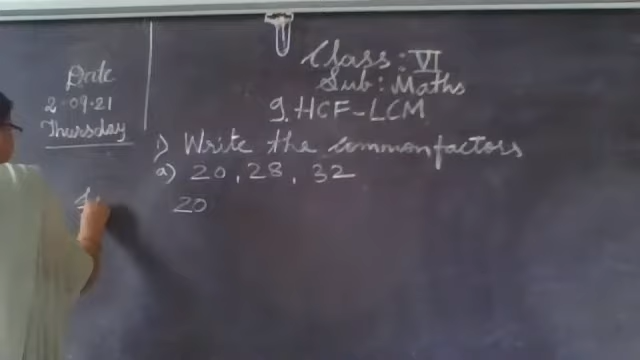 Date
2.09.21
Thursday
Class: VI
Sub: Maths
9. HCF-LCM
1) Write the common factors
a) 20, 28, 32
20